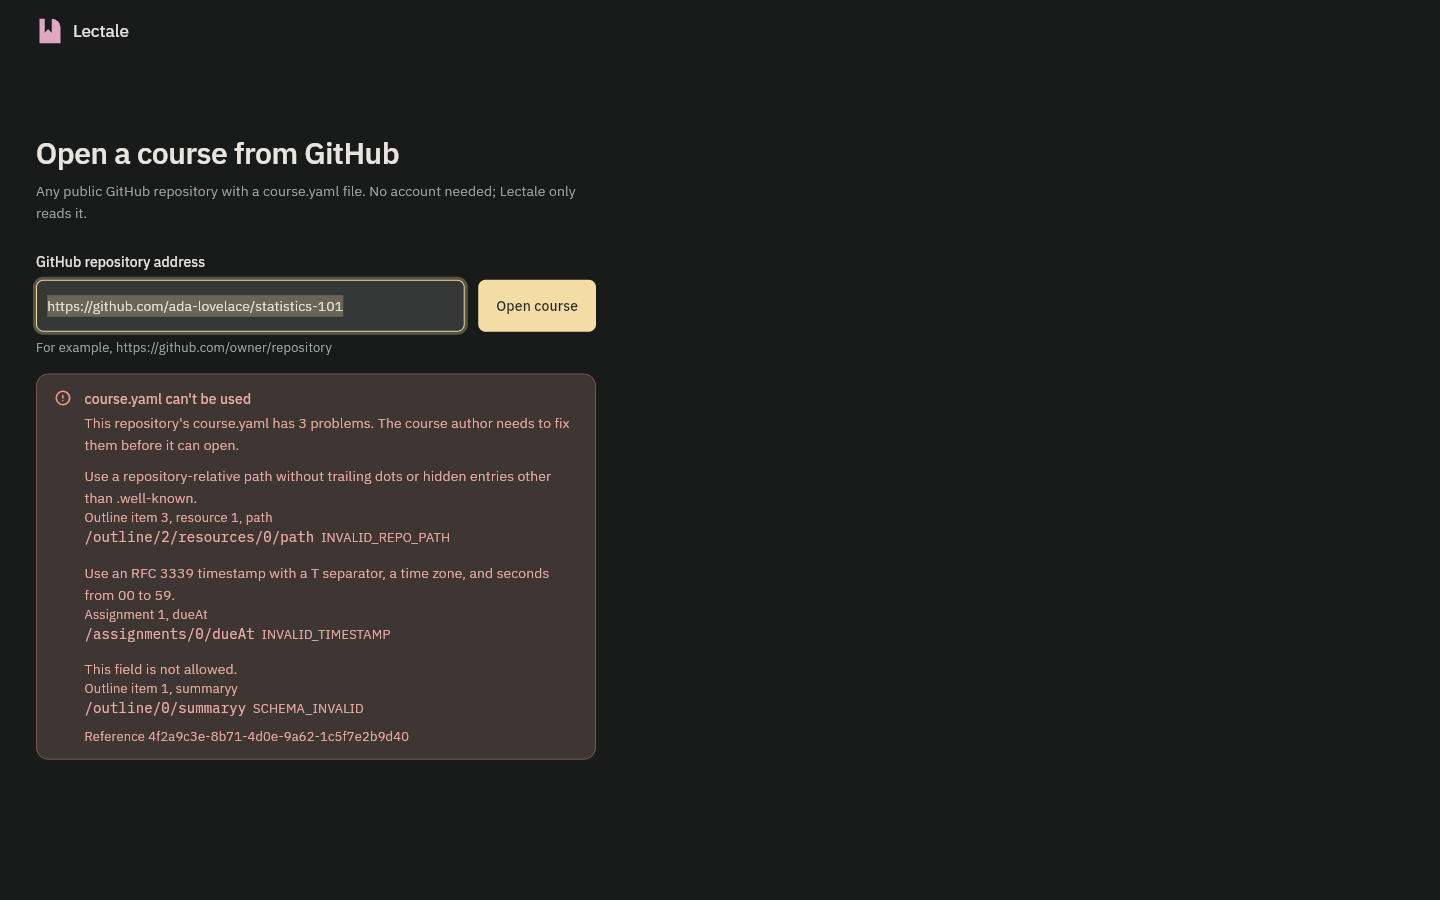 Lectale
Open a course from GitHub
Any public GitHub repository with a course.yaml file. No account needed; Lectale only
reads it.
GitHub repository address
https://github.com/ada-lovelace/statistics-101
Open course
For example, https://github.com/owner/repository
course.yaml can't be used
This repository's course.yaml has 3 problems. The course author needs to fix
them before it can open.
Use a repository-relative path without trailing dots or hidden entries other
than .well-known.
Outline item 3, resource 1, path
/outline/2/resources/0/path INVALID_REPO_PATH
Use an RFC 3339 timestamp with a T separator, a time zone, and seconds
from 00 to 59.
Assignment 1, dueAt
/assignments/0/dueAt INVALID_TIMESTAMP
This field is not allowed.
Outline item 1, summaryy
/outline/0/summaryy SCHEMA_INVALID
Reference 4f2a9c3e-8b71-4d0e-9a62-1c5f7e2b9d40